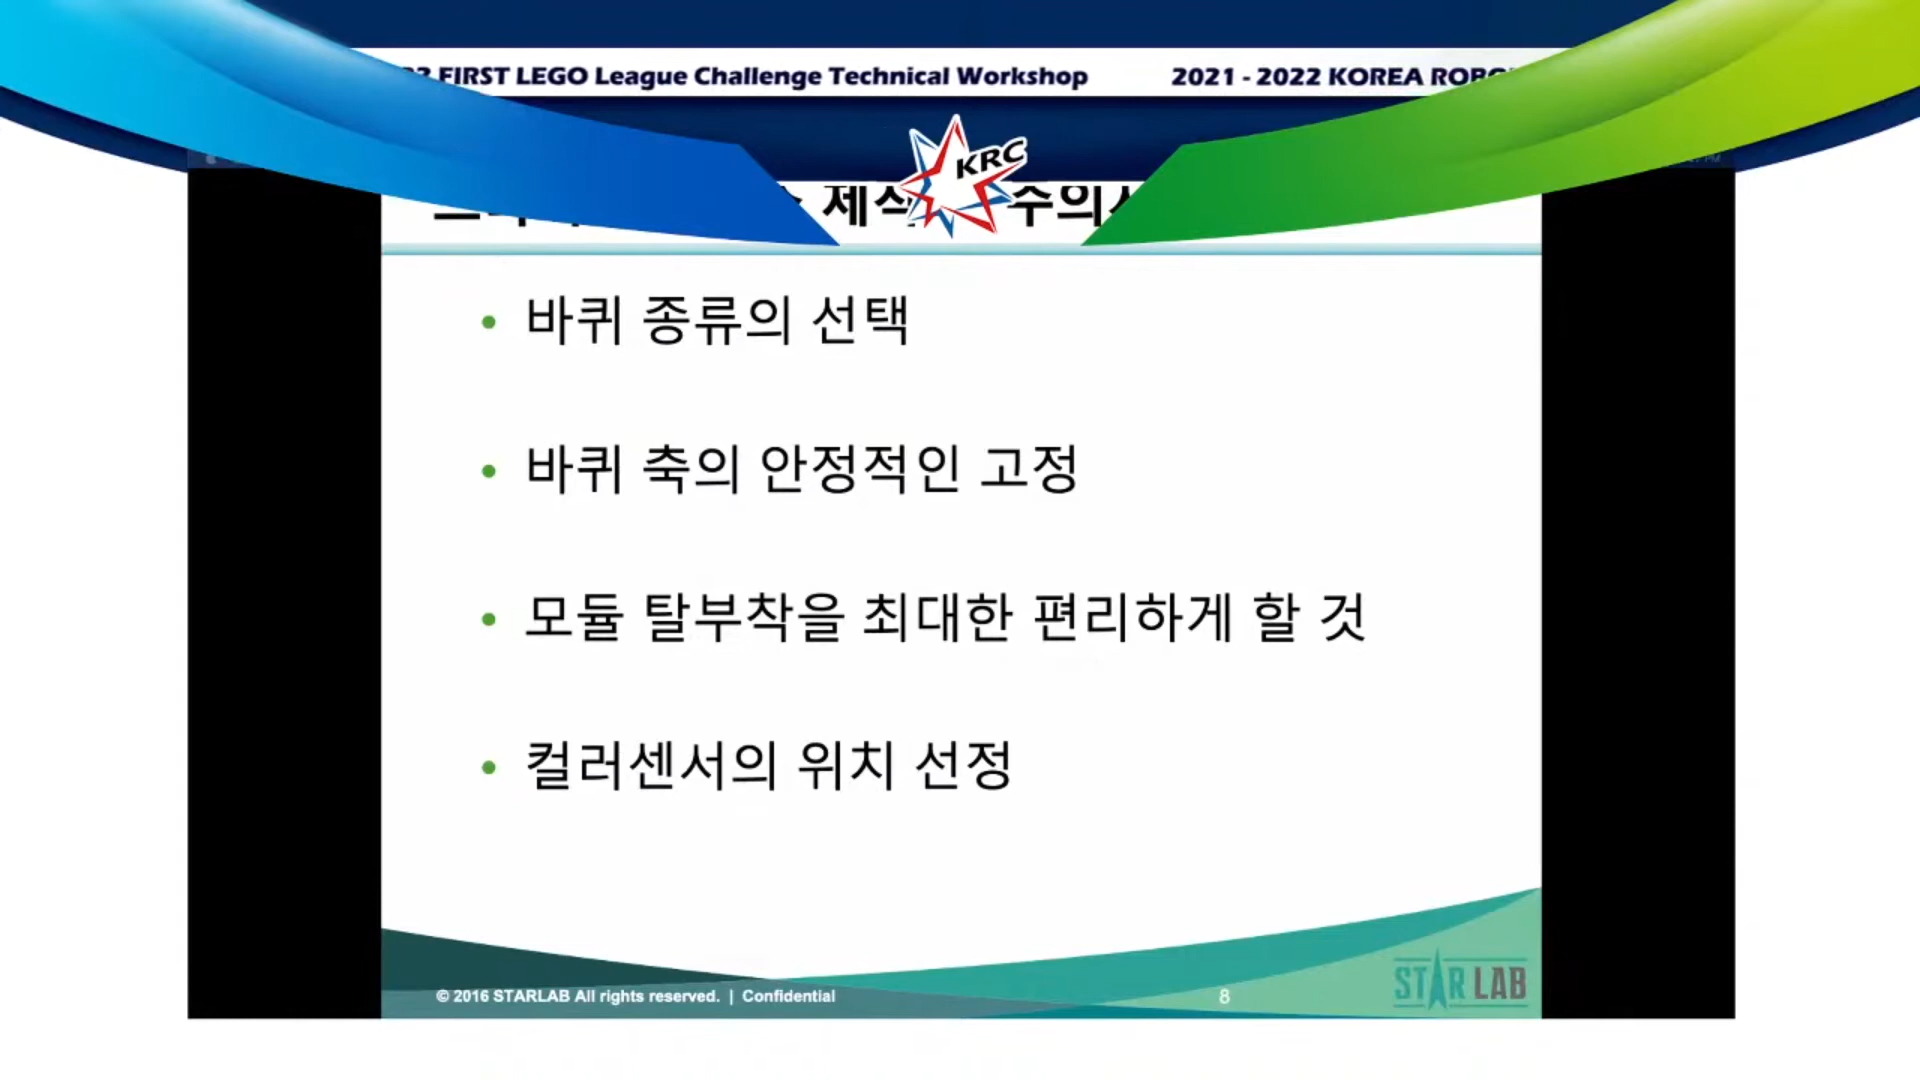 FIRST LEGO League Challenge Technical Workshop 2021 - 2022 KOREA
KRC
바퀴 종류의 선택
바퀴 축의 안정적인 고정
모듈 탈부착을 최대한 편리하게 할 것
컬러센서의 위치 선정
© 2016 STARLAB All rights reserved. | Confidential
8
STAR LAB